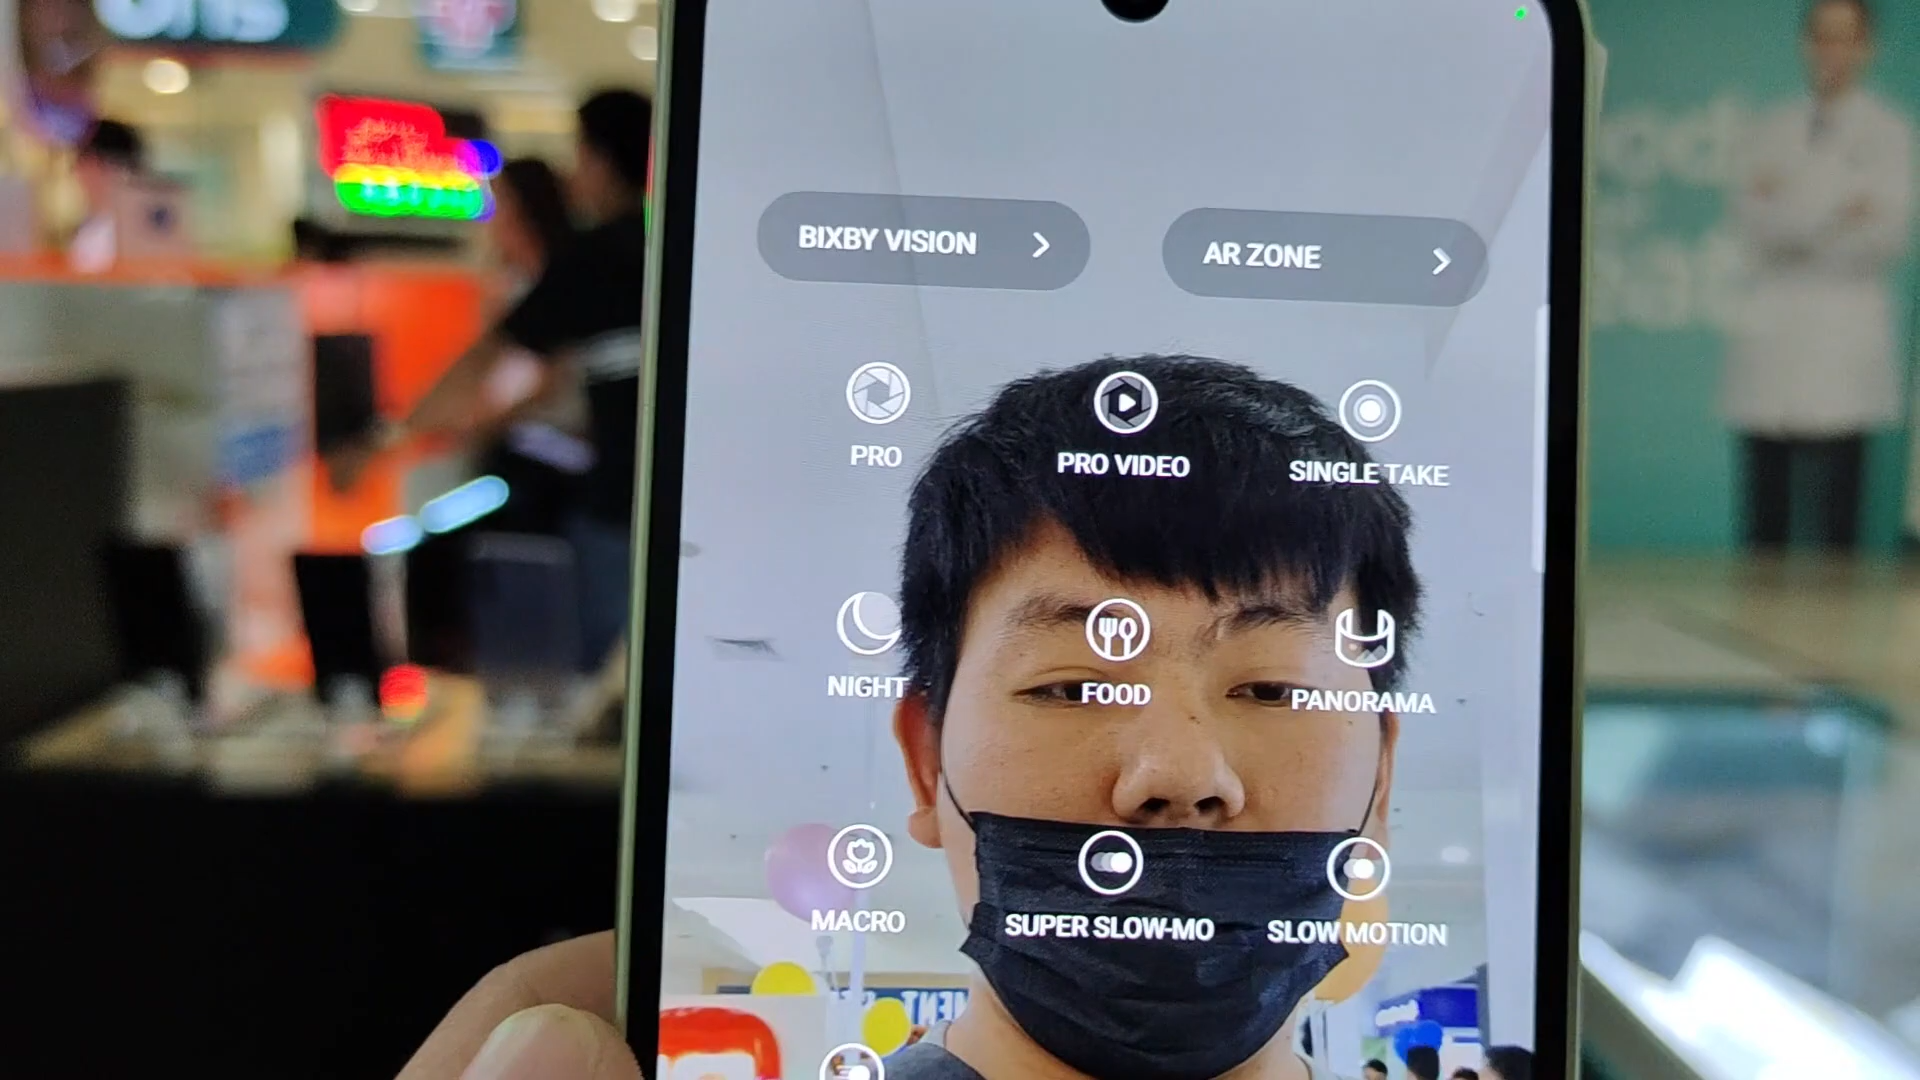 BIXBY VISION
AR ZONE
PRO
PRO VIDEO
SINGLE TAKE
NIGHT
FOOD
PANORAMA
MACRO
SUPER SLOW-MO
SLOW MOTION